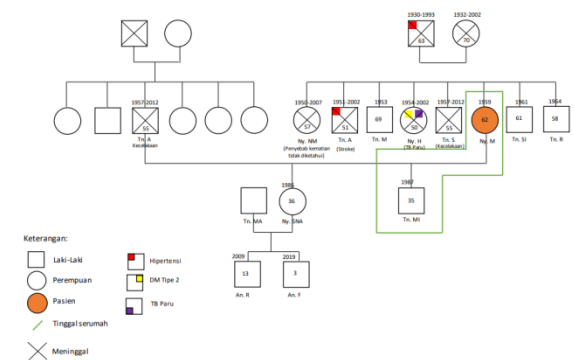 1930-1993 1932-2002
63 70
1957-2012 1950-2007 1951-2002 1953 1954-2002 1957-2012 1959 1961 1964
55 57 51 69 50 55 62 61 58
Tn. A Ny. NM Tn. A Tn. M Ny. H Tn. S Ny. M Tn. SI Tn. R
Kecelakaan (Penyebab kematian (Stroke) (TB Paru) (Kecelakaan)
tidak diketahui)
1986 1987
36 35
Tn. MA Ny. SNA Tn. MI
2009 2019
13 3
An. R An. F
Keterangan:
Laki-Laki Hipertensi
Perempuan DM Tipe 2
Pasien TB Paru
Tinggal serumah
Meninggal